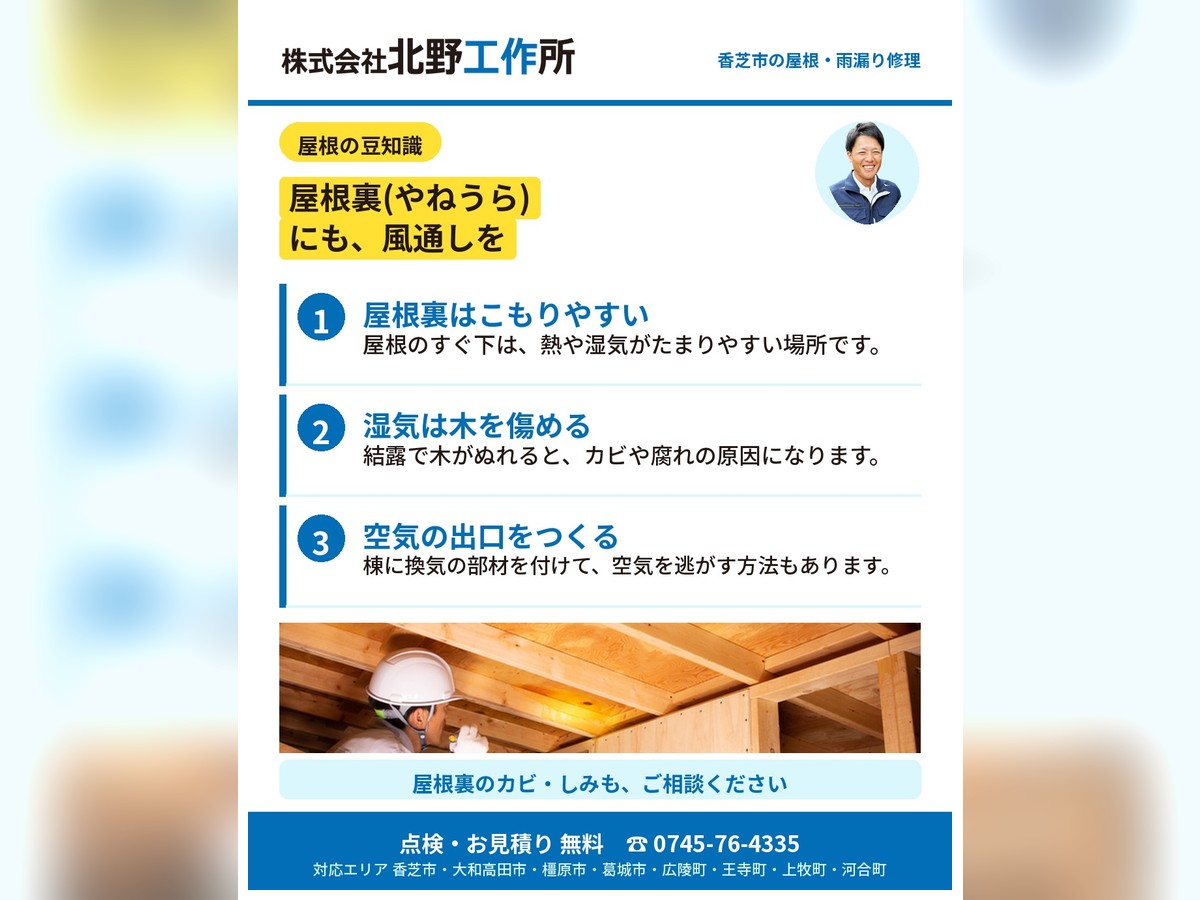 株式会社北野工作所
香芝市の屋根・雨漏り修理
屋根の豆知識
屋根裏(やねうら)
にも、風通しを
1 屋根裏はこもりやすい
屋根のすぐ下は、熱や湿気がたまりやすい場所です。
2 湿気は木を傷める
結露で木がぬれると、カビや腐れの原因になります。
3 空気の出口をつくる
棟に換気の部材を付けて、空気を逃がす方法もあります。
屋根裏のカビ・しみも、ご相談ください
点検・お見積り 無料 ☎ 0745-76-4335
対応エリア 香芝市・大和高田市・橿原市・葛城市・広陵町・王寺町・上牧町・河合町